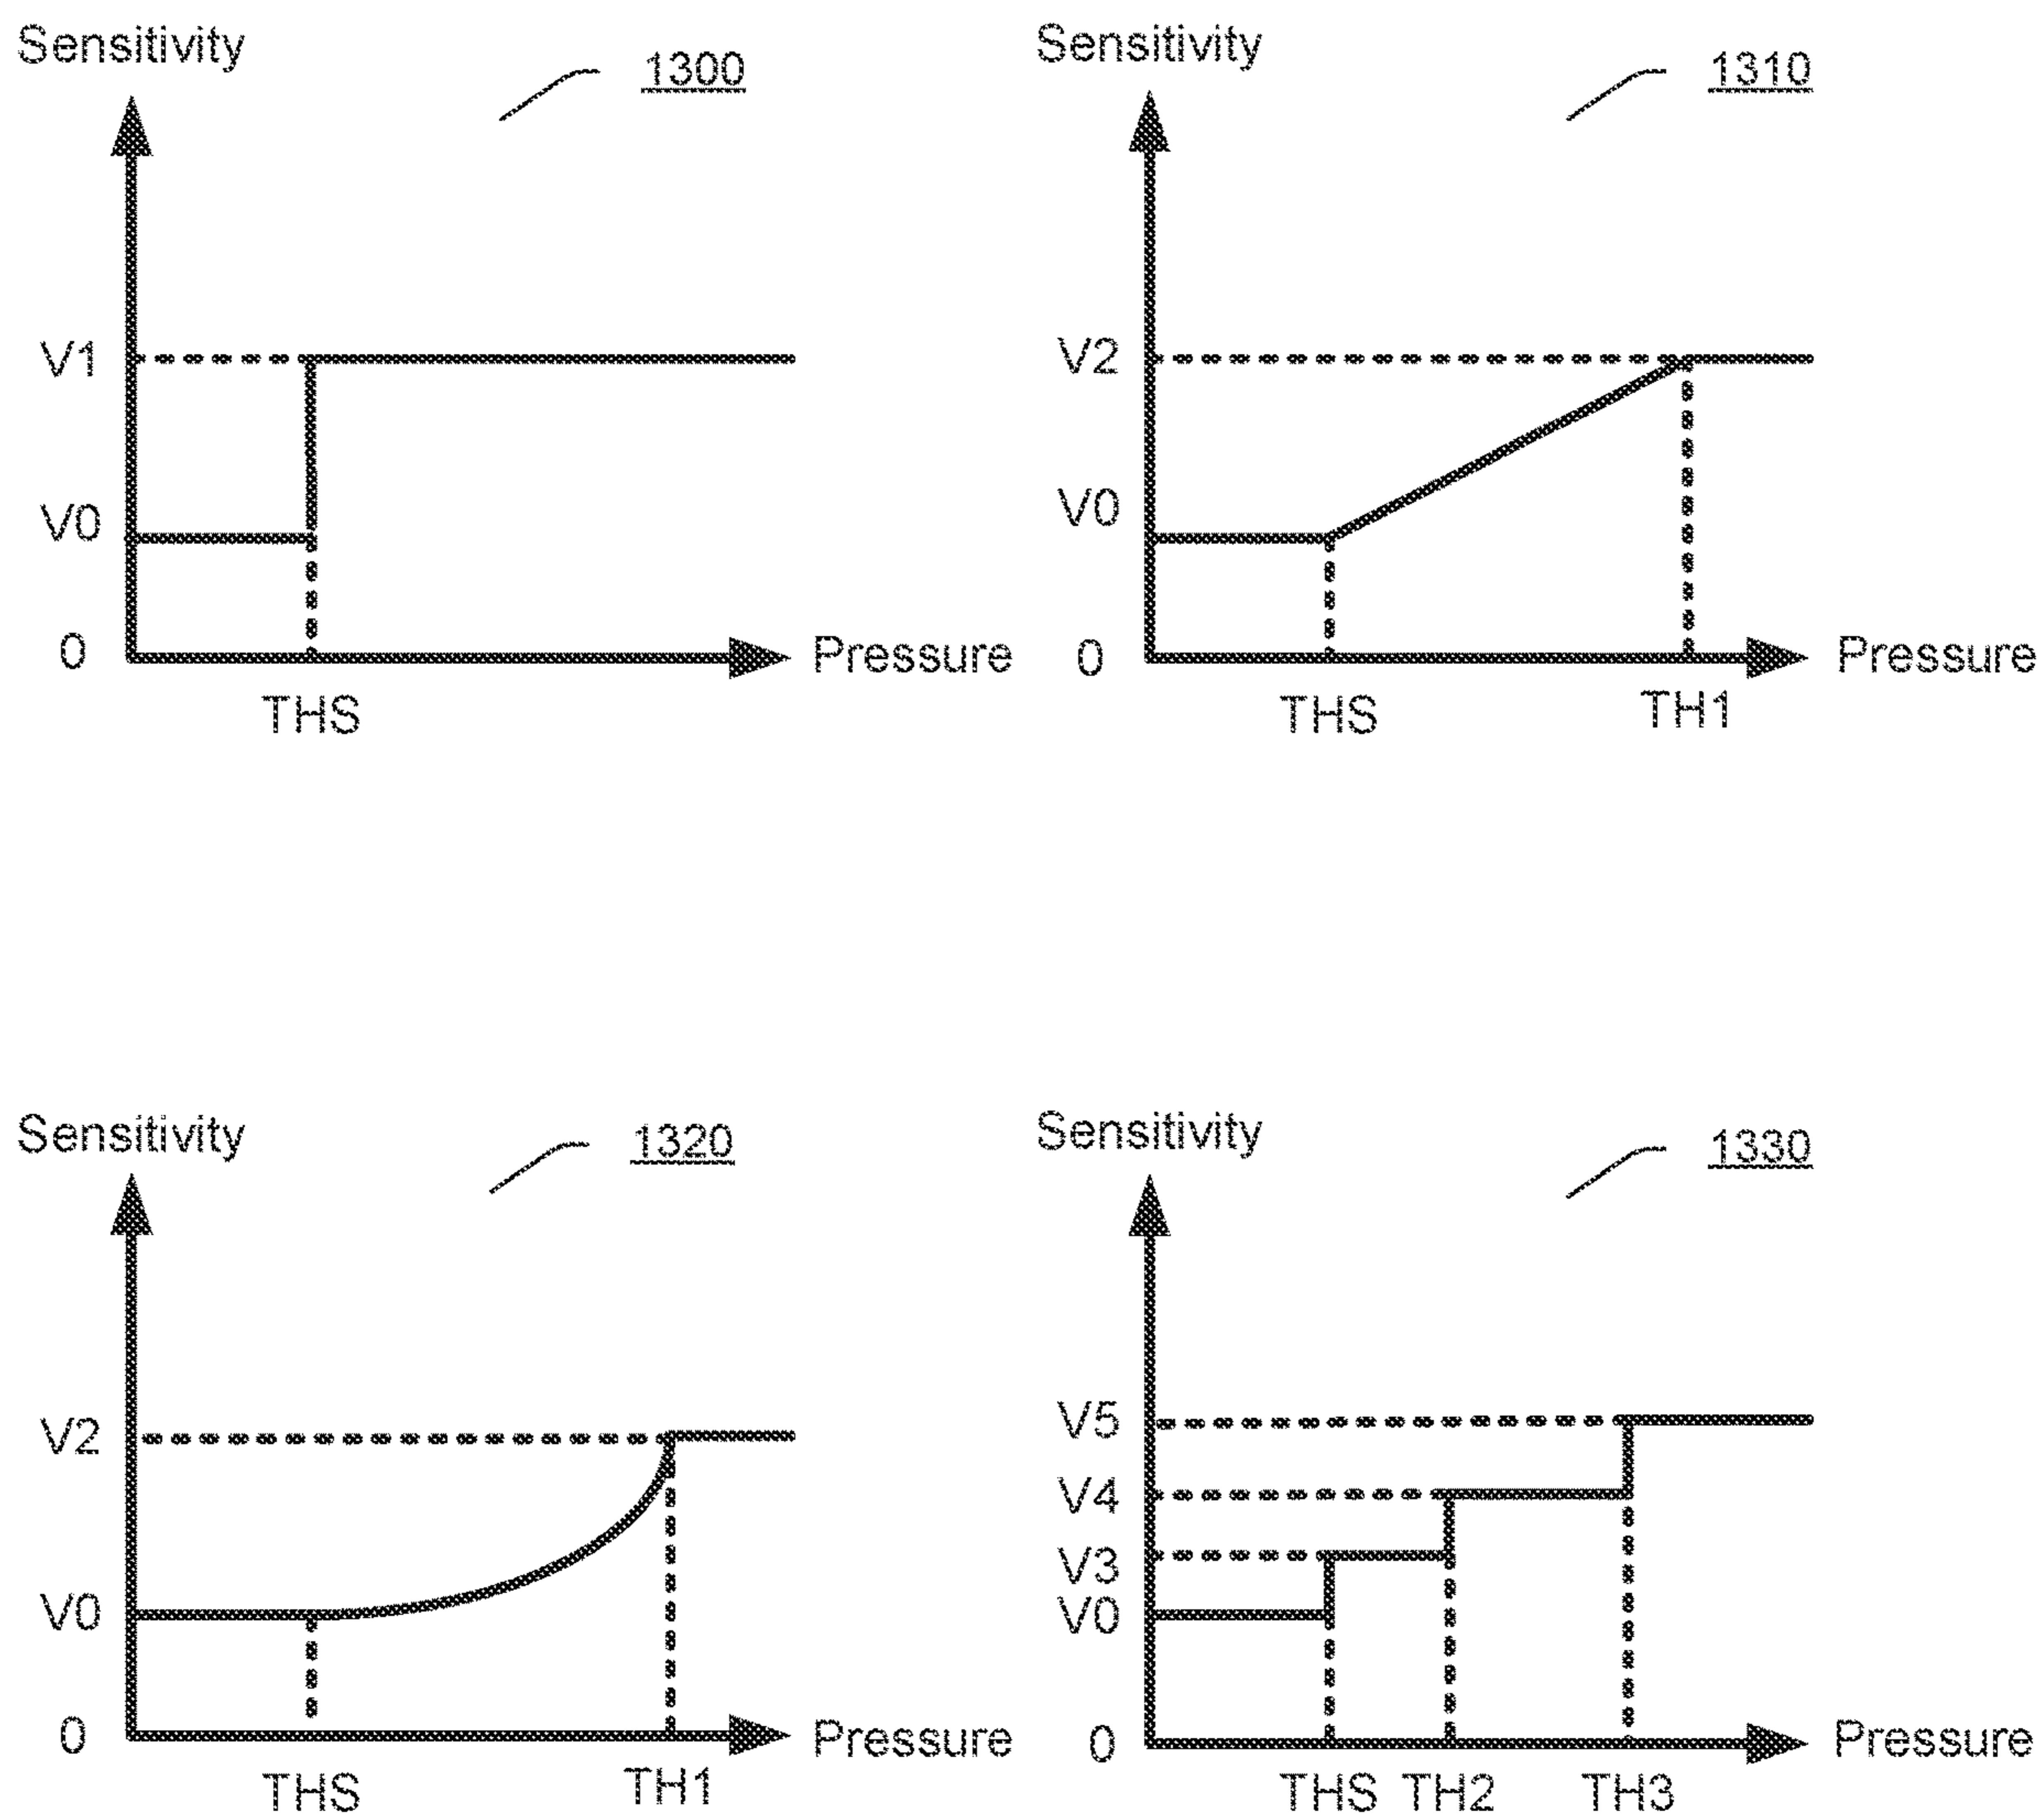 Sensitivity
1300
V1
V0
0
Pressure
THS
Sensitivity
1310
V2
V0
0
Pressure
THS
TH1
Sensitivity
1320
V2
V0
0
Pressure
THS
TH1
Sensitivity
1330
V5
V4
V3
V0
0
Pressure
THS
TH2
TH3